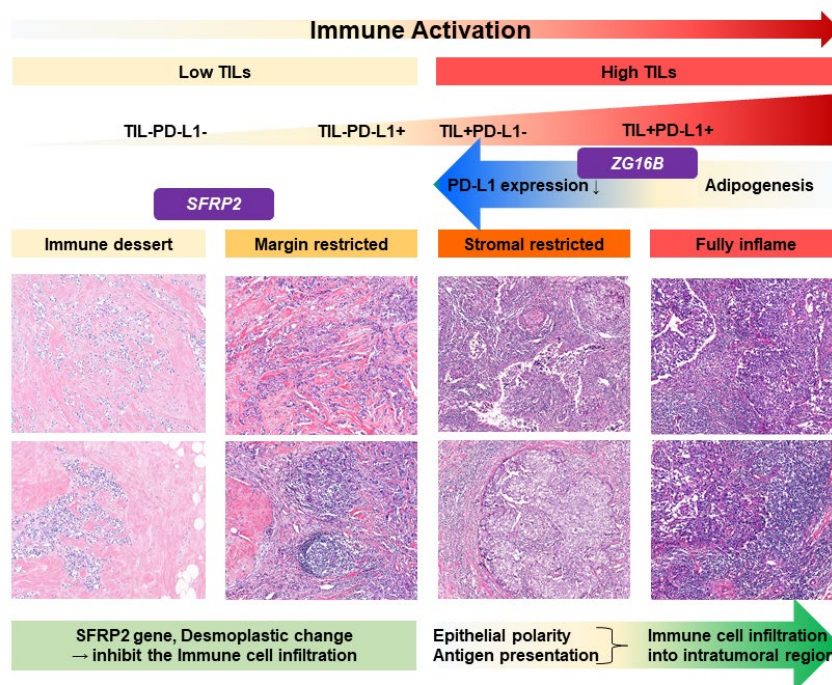 Immune Activation
Low TILs
High TILs
TIL-PD-L1-
TIL-PD-L1+
TIL+PD-L1-
TIL+PD-L1+
ZG16B
PD-L1 expression ↓
Adipogenesis
SFRP2
Immune dessert
Margin restricted
Stromal restricted
Fully inflame
SFRP2 gene, Desmoplastic change
→ inhibit the Immune cell infiltration
Epithelial polarity
Antigen presentation
Immune cell infiltration
into intratumoral region